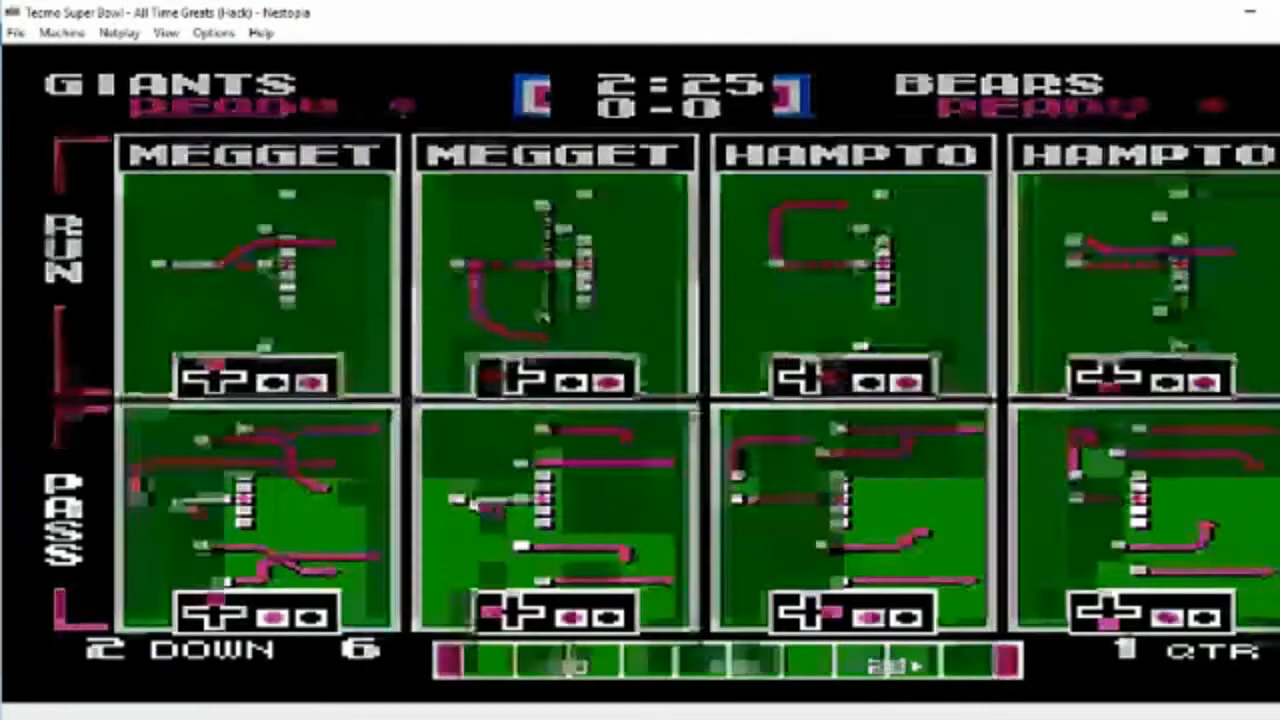 Tecmo Super Bowl - All Time Greats (Hack) - Nestopia
File Machine Netplay View Options Help
GIANTS 2:25 BEARS
READY 0-0 READY
MEGGET MEGGET HAMPTO HAMPTO
RUN
PASS
2 DOWN 6 1 QTR